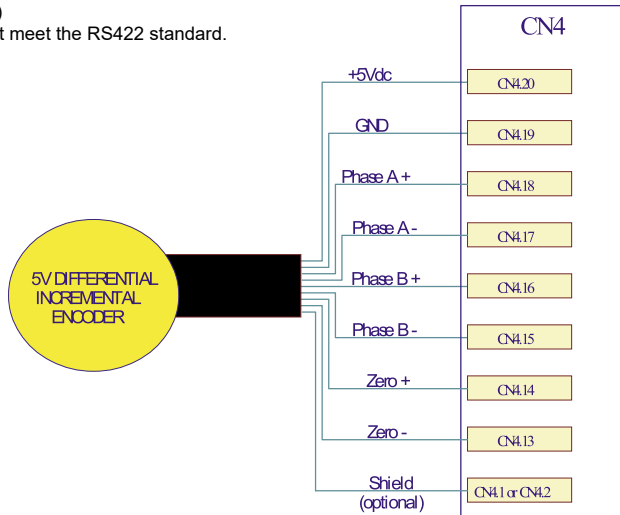 )
t meet the RS422 standard.
CN4
+5Vdc
CN4.20
GND
CN4.19
Phase A +
CN4.18
Phase A -
CN4.17
5V DIFFERENTIAL
INCREMENTAL
ENCODER
Phase B +
CN4.16
Phase B -
CN4.15
Zero +
CN4.14
Zero -
CN4.13
Shield
(optional)
CN4.1 or CN4.2